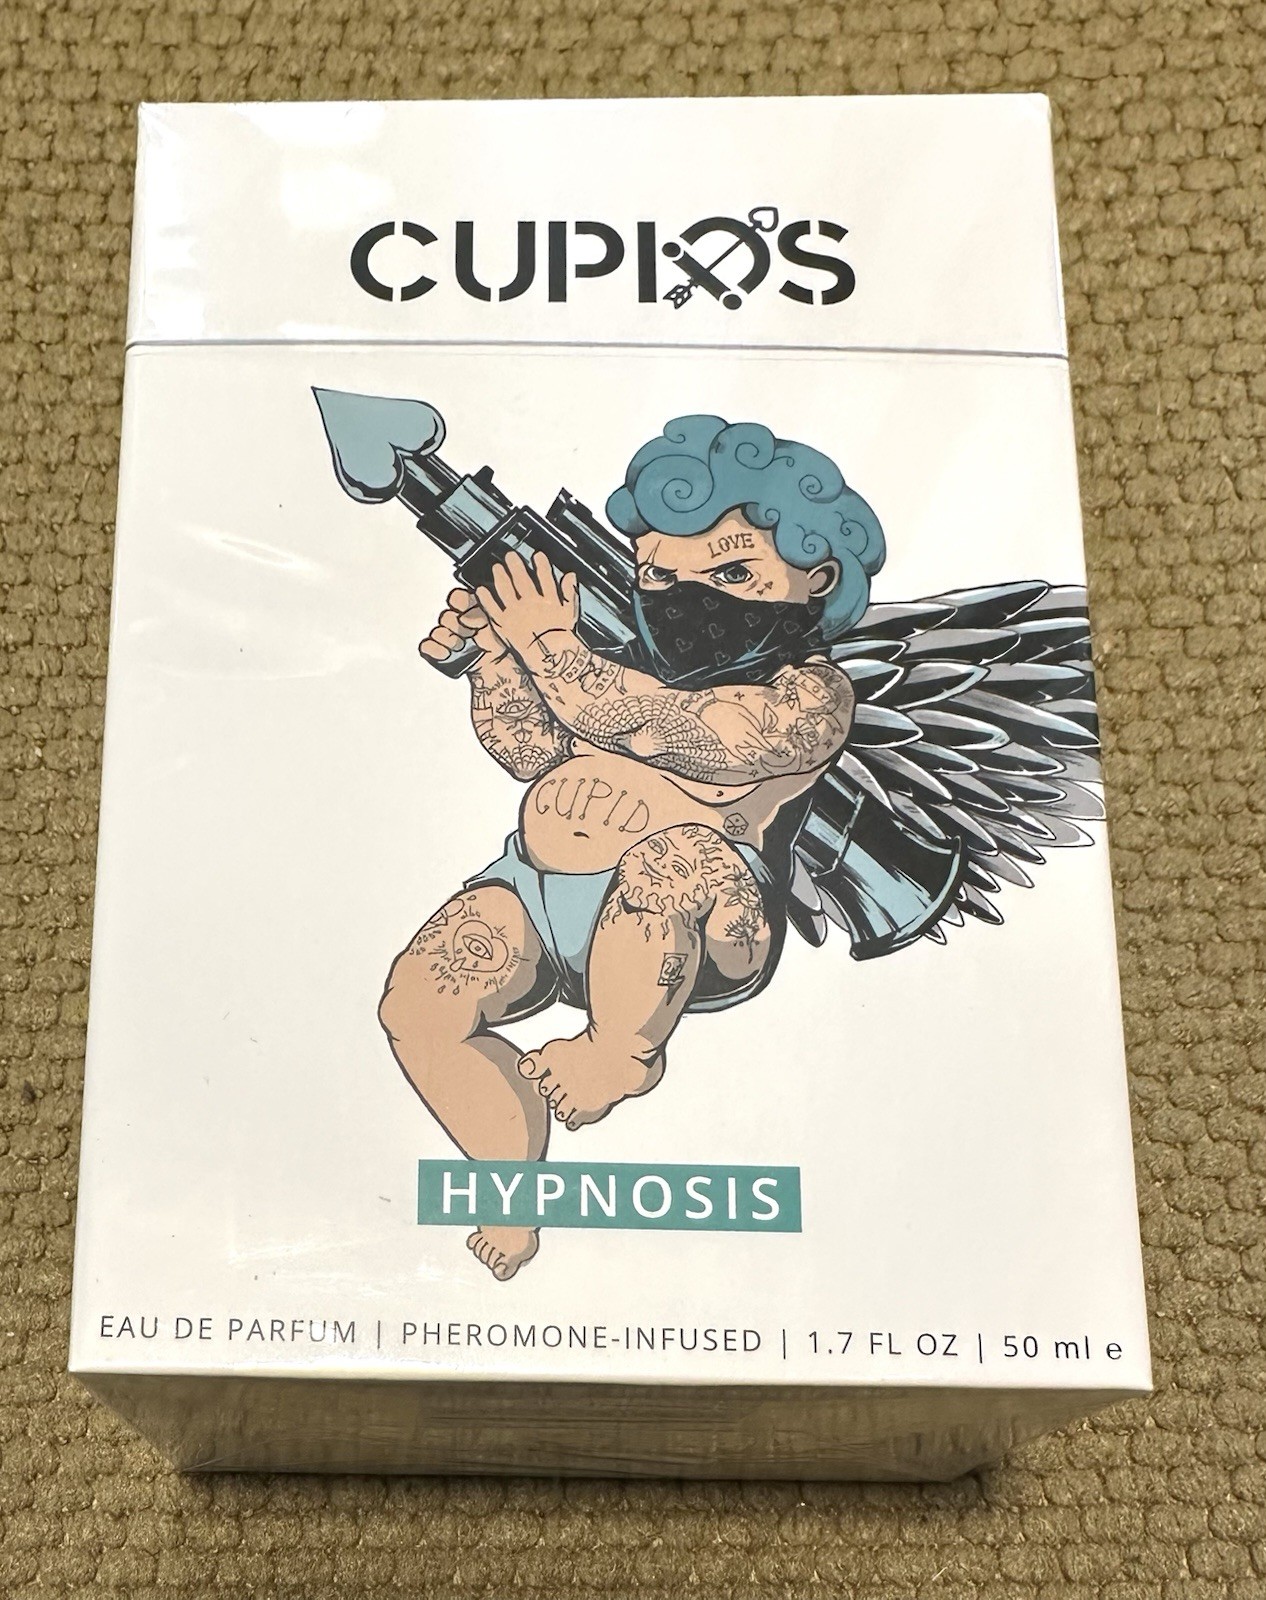 CUPIDS
LOVE
CUPID
HYPNOSIS
EAU DE PARFUM | PHEROMONE-INFUSED | 1.7 FL OZ | 50 ml e